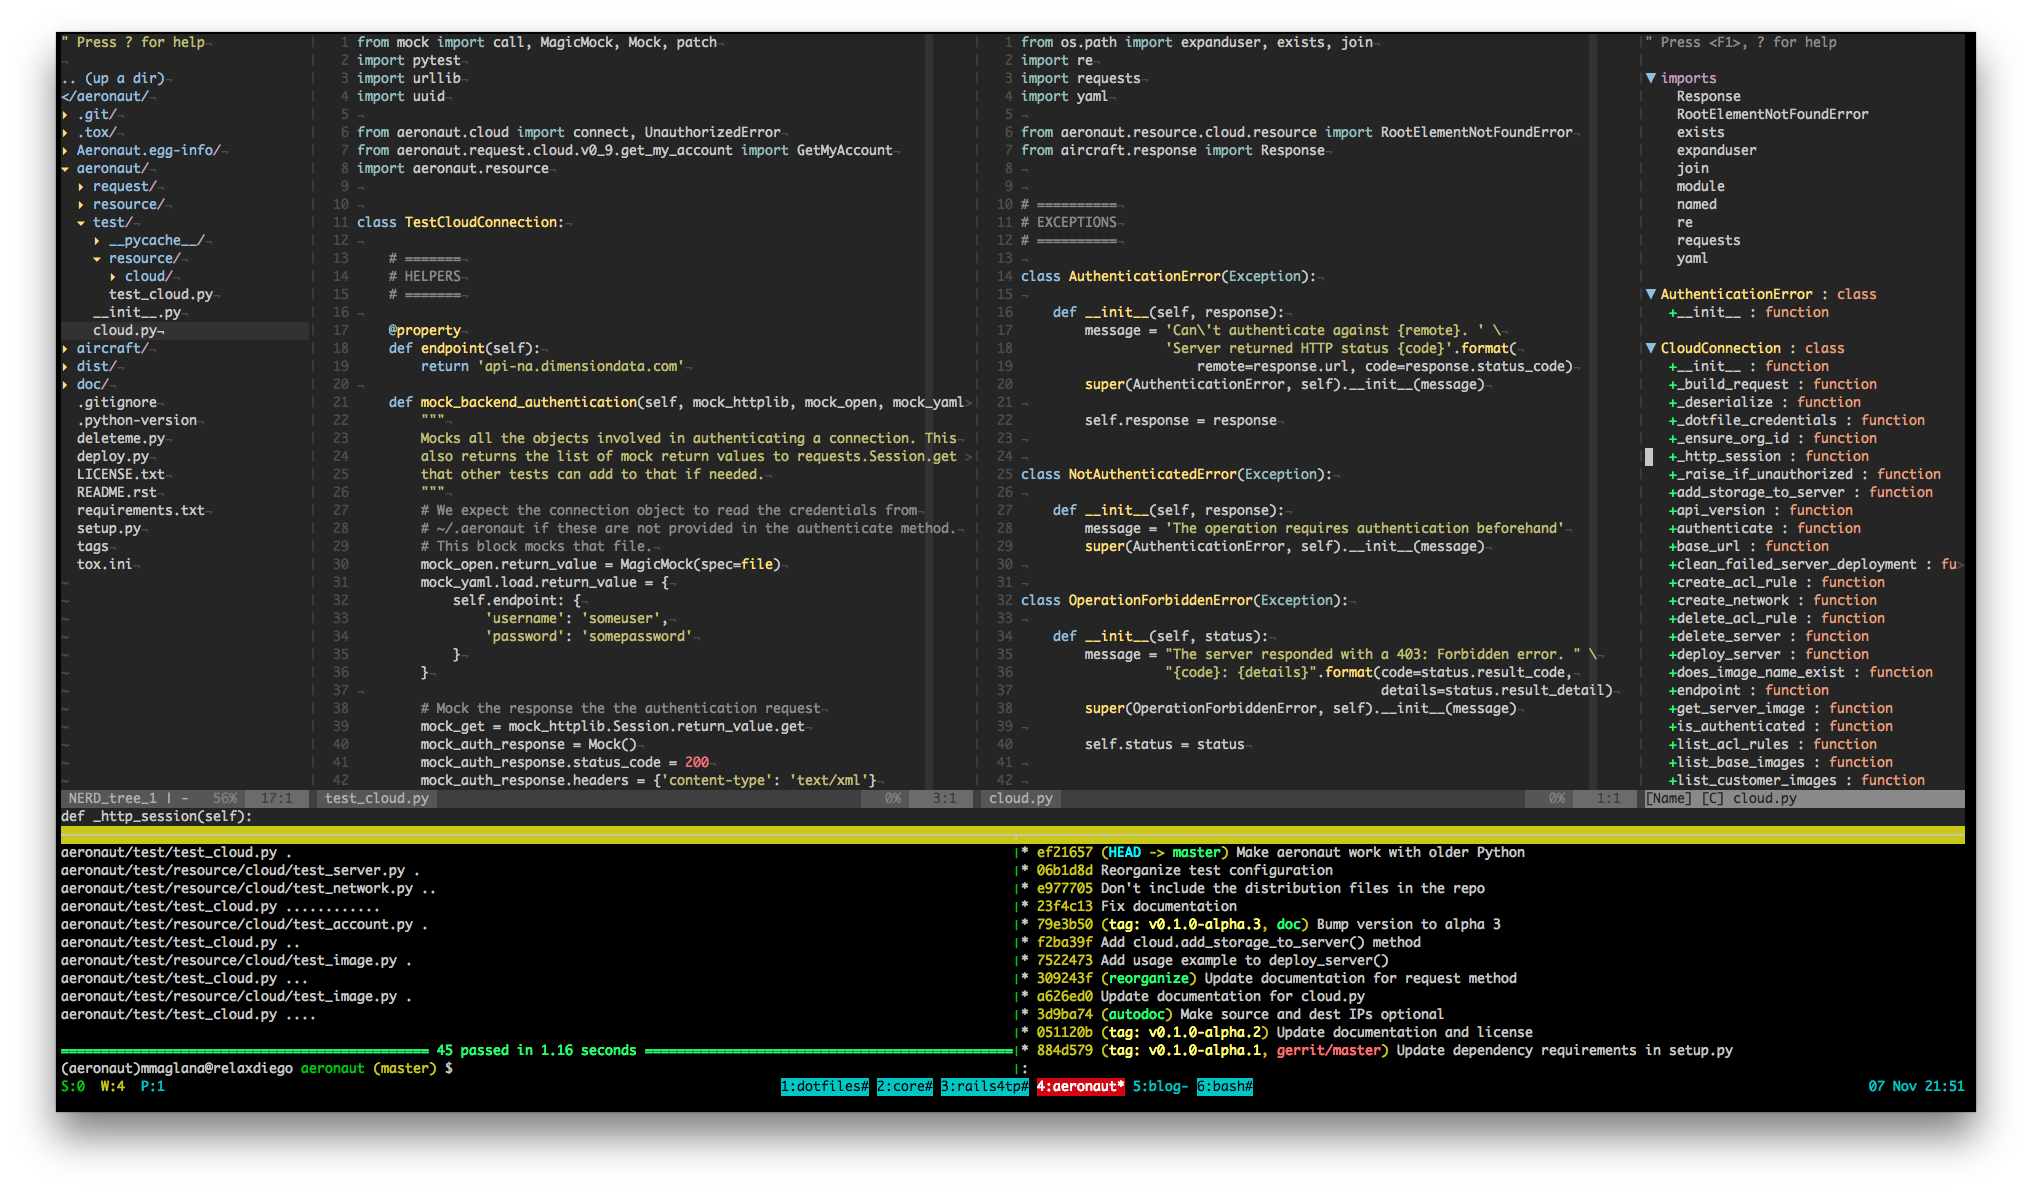 " Press ? for help
.. (up a dir)
</aeronaut/
▸ .git/
▸ .tox/
▸ Aeronaut.egg-info/
▾ aeronaut/
▸ request/
▸ resource/
▾ test/
▸ __pycache__/
▾ resource/
▸ cloud/
test_cloud.py
__init__.py
cloud.py
▸ aircraft/
▸ dist/
▸ doc/
.gitignore
.python-version
deleteme.py
deploy.py
LICENSE.txt
README.rst
requirements.txt
setup.py
tags
tox.ini
~
~
~
~
~
~
~
~
~
~
~
~
NERD_tree_1 | - 56% 17:1
1 from mock import call, MagicMock, Mock, patch
2 import pytest
3 import urllib
4 import uuid
5
6 from aeronaut.cloud import connect, UnauthorizedError
7 from aeronaut.request.cloud.v0_9.get_my_account import GetMyAccount
8 import aeronaut.resource
9
10
11 class TestCloudConnection:
12
13 # =======
14 # HELPERS
15 # =======
16
17 @property
18 def endpoint(self):
19 return 'api-na.dimensiondata.com'
20
21 def mock_backend_authentication(self, mock_httplib, mock_open, mock_yaml>
22 """
23 Mocks all the objects involved in authenticating a connection. This
24 also returns the list of mock return values to requests.Session.get >
25 that other tests can add to that if needed.
26 """
27 # We expect the connection object to read the credentials from
28 # ~/.aeronaut if these are not provided in the authenticate method.
29 # This block mocks that file.
30 mock_open.return_value = MagicMock(spec=file)
31 mock_yaml.load.return_value = {
32 self.endpoint: {
33 'username': 'someuser',
34 'password': 'somepassword'
35 }
36 }
37
38 # Mock the response the the authentication request
39 mock_get = mock_httplib.Session.return_value.get
40 mock_auth_response = Mock()
41 mock_auth_response.status_code = 200
42 mock_auth_response.headers = {'content-type': 'text/xml'}
test_cloud.py 0% 3:1
1 from os.path import expanduser, exists, join
2 import re
3 import requests
4 import yaml
5
6 from aeronaut.resource.cloud.resource import RootElementNotFoundError
7 from aircraft.response import Response
8
9
10 # ==========
11 # EXCEPTIONS
12 # ==========
13
14 class AuthenticationError(Exception):
15
16 def __init__(self, response):
17 message = 'Can\'t authenticate against {remote}. ' \
18 'Server returned HTTP status {code}'.format(
19 remote=response.url, code=response.status_code)
20 super(AuthenticationError, self).__init__(message)
21
22 self.response = response
23
24
25 class NotAuthenticatedError(Exception):
26
27 def __init__(self, response):
28 message = 'The operation requires authentication beforehand'
29 super(AuthenticationError, self).__init__(message)
30
31
32 class OperationForbiddenError(Exception):
33
34 def __init__(self, status):
35 message = "The server responded with a 403: Forbidden error. " \
36 "{code}: {details}".format(code=status.result_code,
37 details=status.result_detail)
38 super(OperationForbiddenError, self).__init__(message)
39
40 self.status = status
41
42
cloud.py 0% 1:1
" Press <F1>, ? for help
▼ imports
Response
RootElementNotFoundError
exists
expanduser
join
module
named
re
requests
yaml
▼ AuthenticationError : class
+__init__ : function
▼ CloudConnection : class
+__init__ : function
+_build_request : function
+_deserialize : function
+_dotfile_credentials : function
+_ensure_org_id : function
+_http_session : function
+_raise_if_unauthorized : function
+add_storage_to_server : function
+api_version : function
+authenticate : function
+base_url : function
+clean_failed_server_deployment : fu>
+create_acl_rule : function
+create_network : function
+delete_acl_rule : function
+delete_server : function
+deploy_server : function
+does_image_name_exist : function
+endpoint : function
+get_server_image : function
+is_authenticated : function
+list_acl_rules : function
+list_base_images : function
+list_customer_images : function
[Name] [C] cloud.py
def _http_session(self):
aeronaut/test/test_cloud.py .
aeronaut/test/resource/cloud/test_server.py .
aeronaut/test/resource/cloud/test_network.py ..
aeronaut/test/test_cloud.py ............
aeronaut/test/resource/cloud/test_account.py .
aeronaut/test/test_cloud.py ..
aeronaut/test/resource/cloud/test_image.py .
aeronaut/test/test_cloud.py ...
aeronaut/test/resource/cloud/test_image.py .
aeronaut/test/test_cloud.py ....
============================================== 45 passed in 1.16 seconds ==============================================
(aeronaut)mmaglana@relaxdiego aeronaut (master) $
* ef21657 (HEAD -> master) Make aeronaut work with older Python
* 06b1d8d Reorganize test configuration
* e977705 Don't include the distribution files in the repo
* 23f4c13 Fix documentation
* 79e3b50 (tag: v0.1.0-alpha.3, doc) Bump version to alpha 3
* f2ba39f Add cloud.add_storage_to_server() method
* 7522473 Add usage example to deploy_server()
* 309243f (reorganize) Update documentation for request method
* a626ed0 Update documentation for cloud.py
* 3d9ba74 (autodoc) Make source and dest IPs optional
* 051120b (tag: v0.1.0-alpha.2) Update documentation and license
* 884d579 (tag: v0.1.0-alpha.1, gerrit/master) Update dependency requirements in setup.py
:
S:0 W:4 P:1 1:dotfiles# 2:core# 3:rails4tp# 4:aeronaut* 5:blog- 6:bash# 07 Nov 21:51